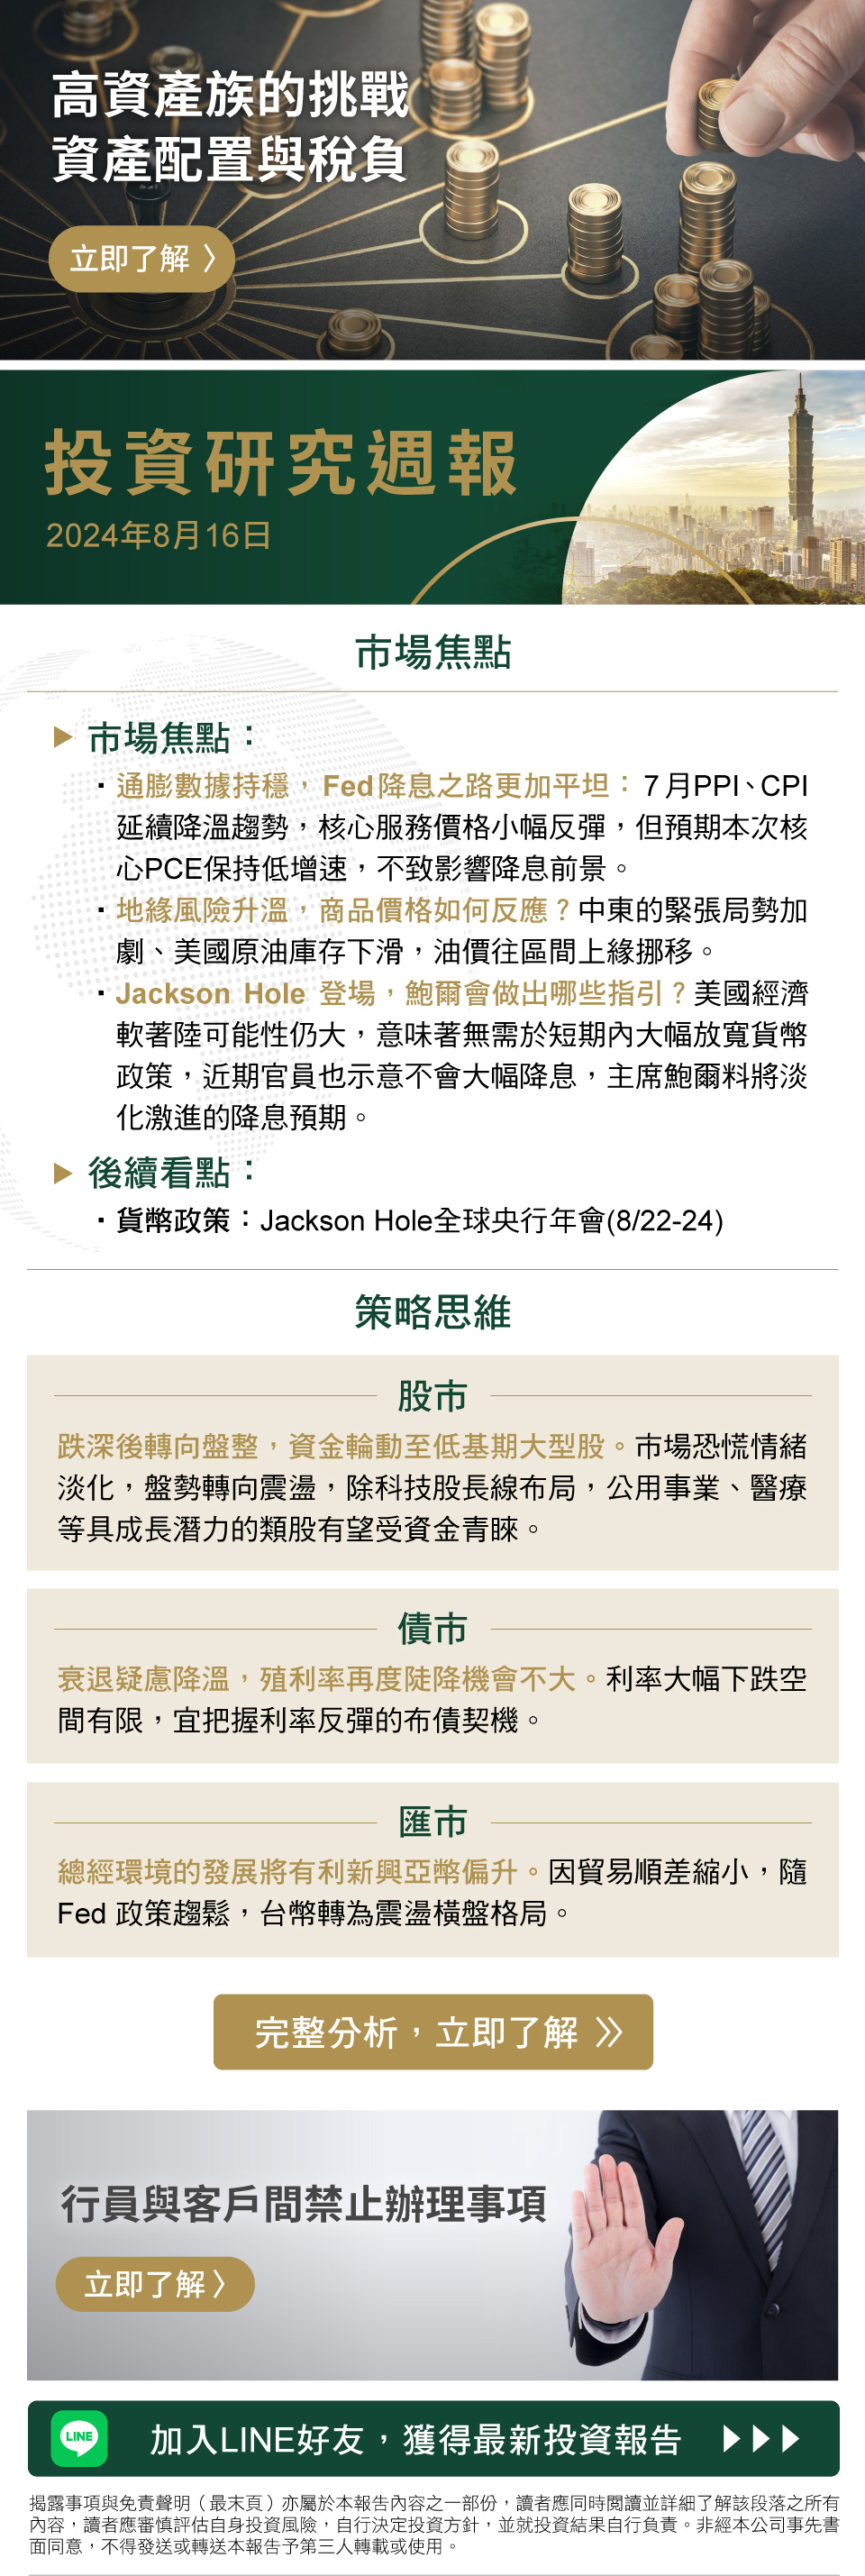 高資產族的挑戰
資產配置與稅負
立即了解 〉
投資研究週報
2024年8月16日
市場焦點
▶ 市場焦點：
▪ 通膨數據持穩，Fed降息之路更加平坦：7月PPI、CPI
延續降溫趨勢，核心服務價格小幅反彈，但預期本次核
心PCE保持低增速，不致影響降息前景。
▪ 地緣風險升溫，商品價格如何反應？中東的緊張局勢加
劇、美國原油庫存下滑，油價往區間上緣挪移。
▪ Jackson Hole 登場，鮑爾會做出哪些指引？美國經濟
軟著陸可能性仍大，意味著無需於短期內大幅放寬貨幣
政策，近期官員也示意不會大幅降息，主席鮑爾料將淡
化激進的降息預期。
▶ 後續看點：
▪ 貨幣政策：Jackson Hole全球央行年會(8/22-24)
策略思維
股市
跌深後轉向盤整，資金輪動至低基期大型股。市場恐慌情緒
淡化，盤勢轉向震盪，除科技股長線布局，公用事業、醫療
等具成長潛力的類股有望受資金青睞。
債市
衰退疑慮降溫，殖利率再度陡降機會不大。利率大幅下跌空
間有限，宜把握利率反彈的布債契機。
匯市
總經環境的發展將有利新興亞幣偏升。因貿易順差縮小，隨
Fed 政策趨鬆，台幣轉為震盪橫盤格局。
完整分析，立即了解 》
行員與客戶間禁止辦理事項
立即了解 〉
LINE 加入LINE好友，獲得最新投資報告 ▶▶▶
揭露事項與免責聲明（最末頁）亦屬於本報告內容之一部份，讀者應同時閱讀並詳細了解該段落之所有
內容，讀者應審慎評估自身投資風險，自行決定投資方針，並就投資結果自行負責。非經本公司事先書
面同意，不得發送或轉送本報告予第三人轉載或使用。